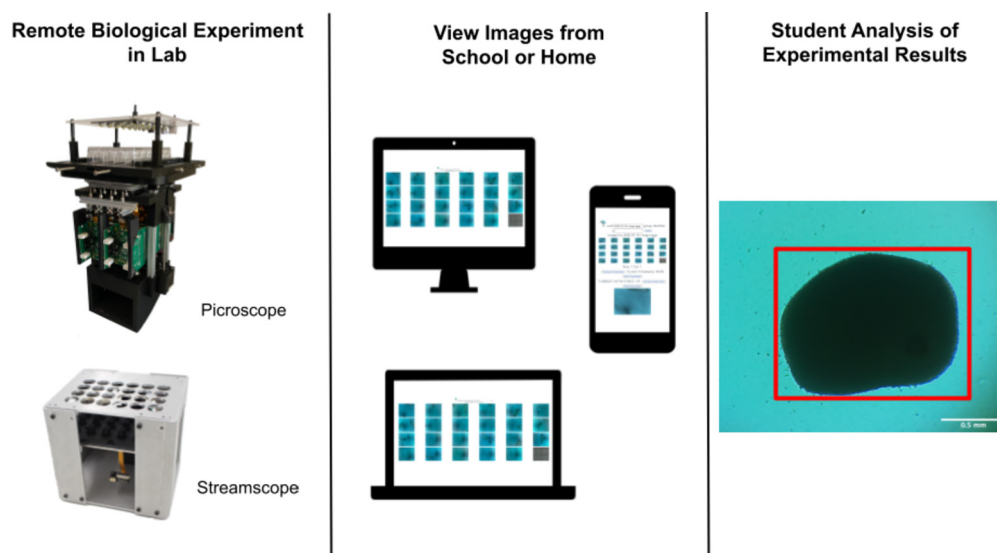 Remote Biological Experiment
in Lab
Picroscope
Streamscope
View Images from
School or Home
Student Analysis of
Experimental Results
0.5 mm